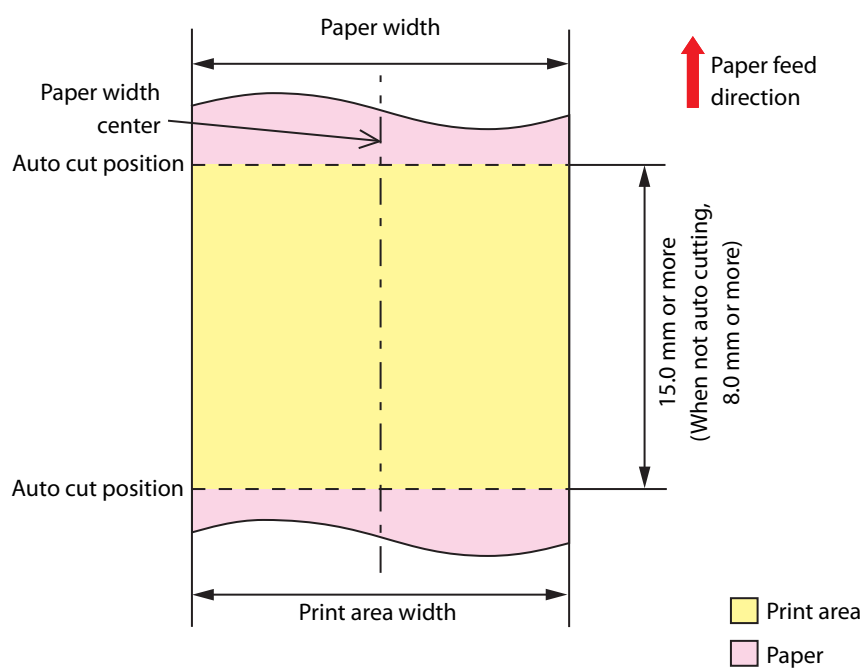 Paper width
Paper feed
direction
Paper width
center
Auto cut position
15.0 mm or more
(When not auto cutting,
8.0 mm or more)
Auto cut position
Print area width
Print area
Paper